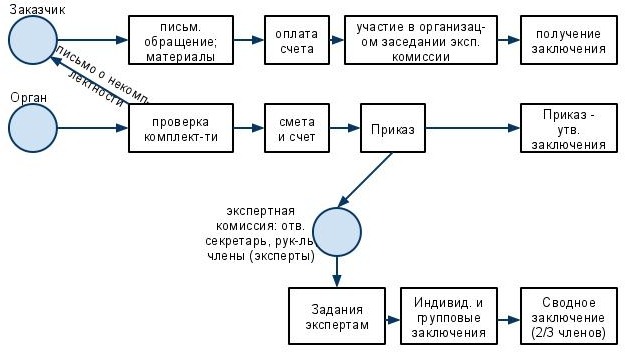 Заказчик
письм.
обращение;
материалы
оплата
счета
участие в организац-
ом заседании эксп.
комиссии
получение
заключения
письмо о некомп-
лектности
Орган
проверка
комплект-ти
смета
и счет
Приказ
Приказ -
утв.
заключения
экспертная
комиссия: отв.
секретарь, рук-ль
члены (эксперты)
Задания
экспертам
Индивид. и
групповые
заключения
Сводное
заключение
(2/3 членов)